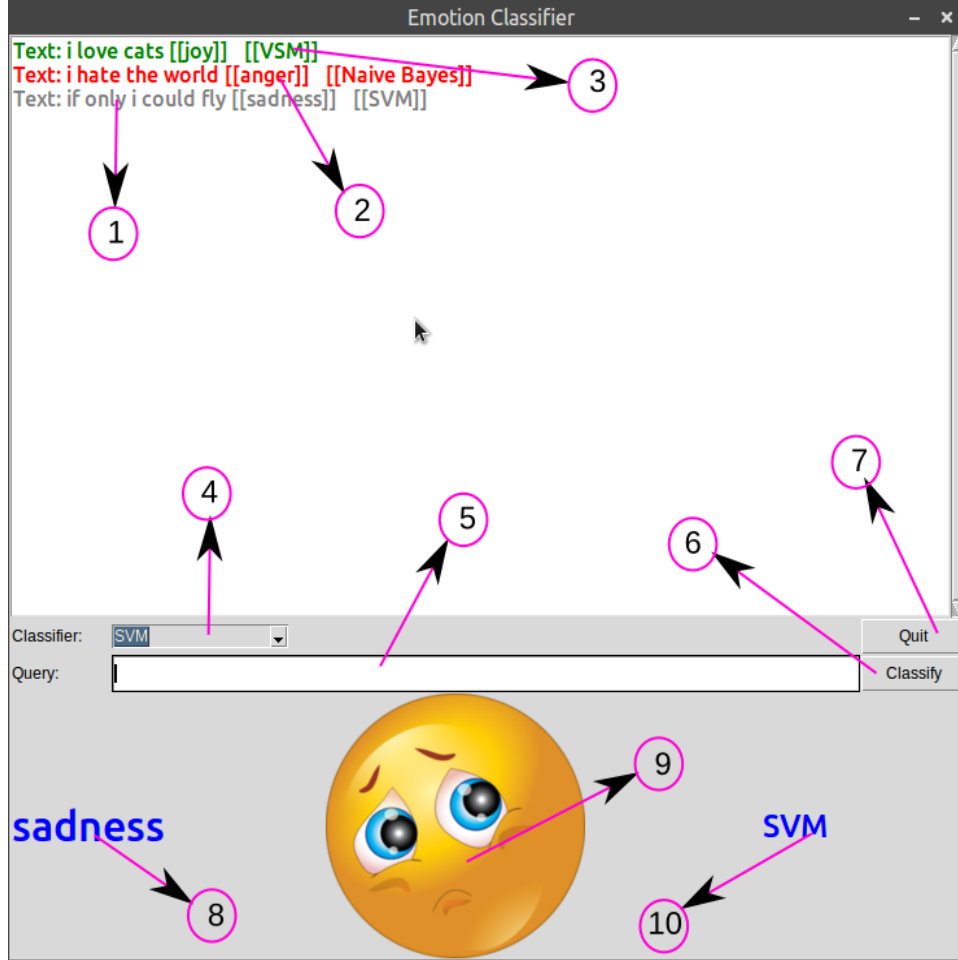 Emotion Classifier
Text: i love cats [[joy]] [[VSM]]
Text: i hate the world [[anger]] [[Naive Bayes]]
Text: if only i could fly [[sadness]] [[SVM]]
3
2
1
7
4
5
6
Classifier: SVM Quit
Query: Classify
9
sadness SVM
8
10